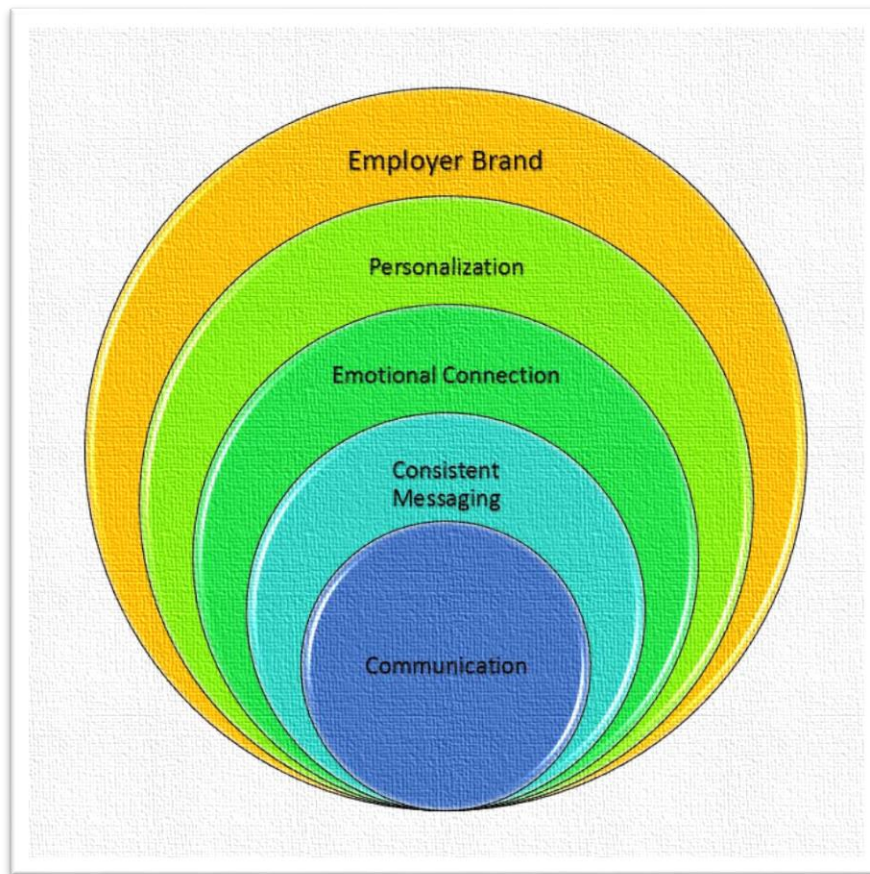 Employer Brand
Personalization
Emotional Connection
Consistent
Messaging
Communication